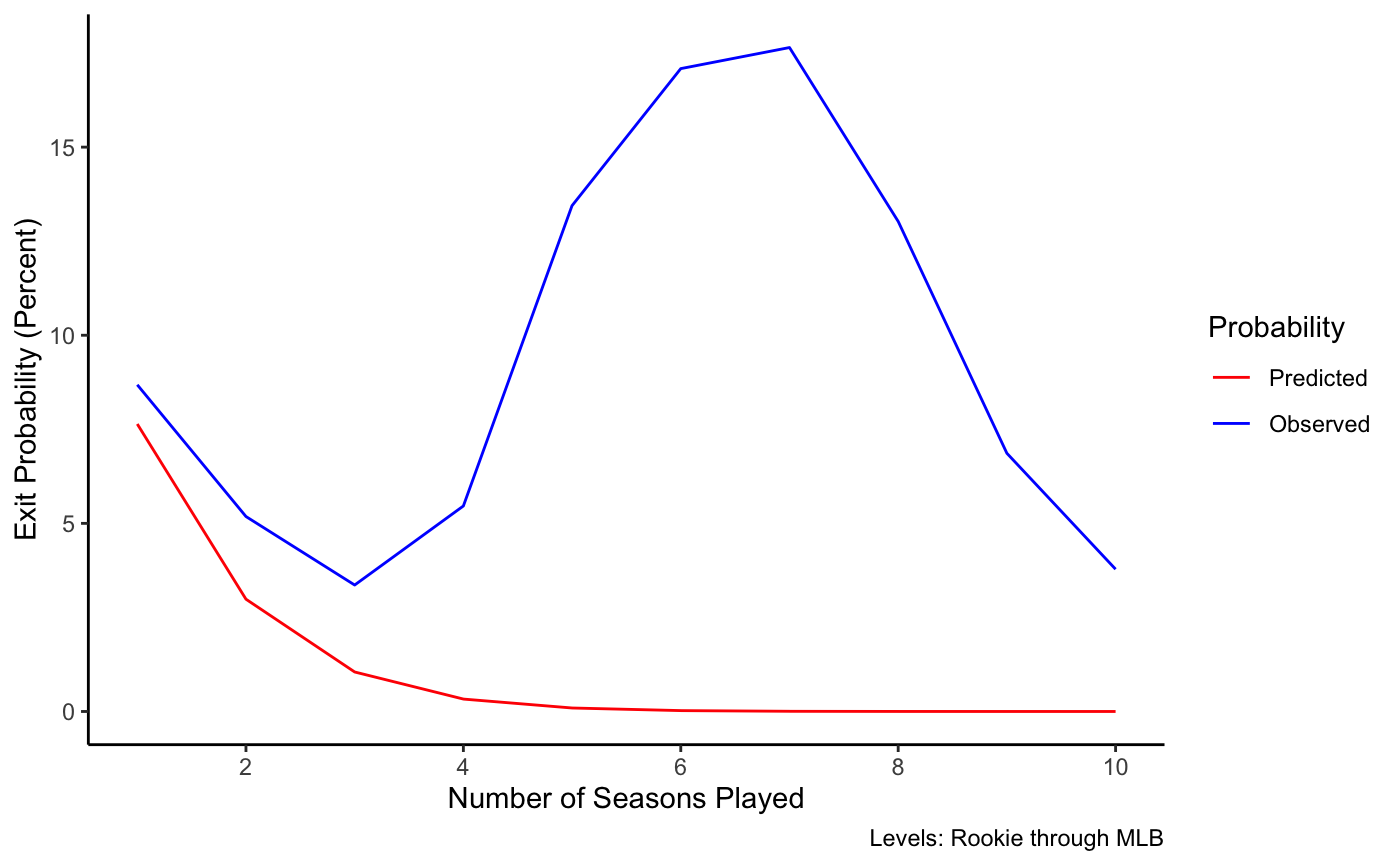 Exit Probability (Percent)
15
10
5
0
2 4 6 8 10
Number of Seasons Played
Levels: Rookie through MLB
Probability
Predicted
Observed